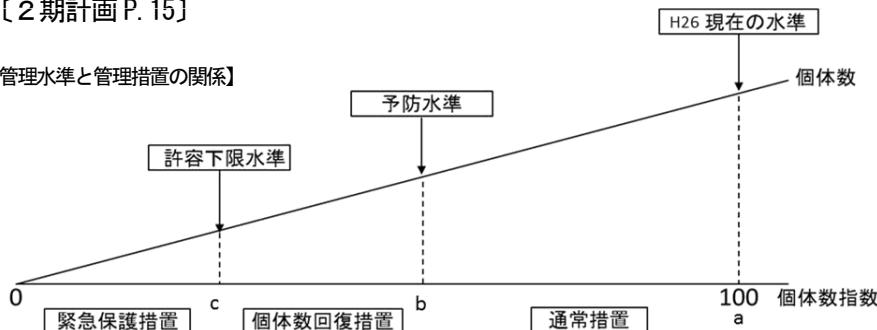 〔２期計画 P. 15〕
H26 現在の水準
管理水準と管理措置の関係】
個体数
予防水準
許容下限水準
0
c
b
100
個体数指数
a
緊急保護措置
個体数回復措置
通常措置